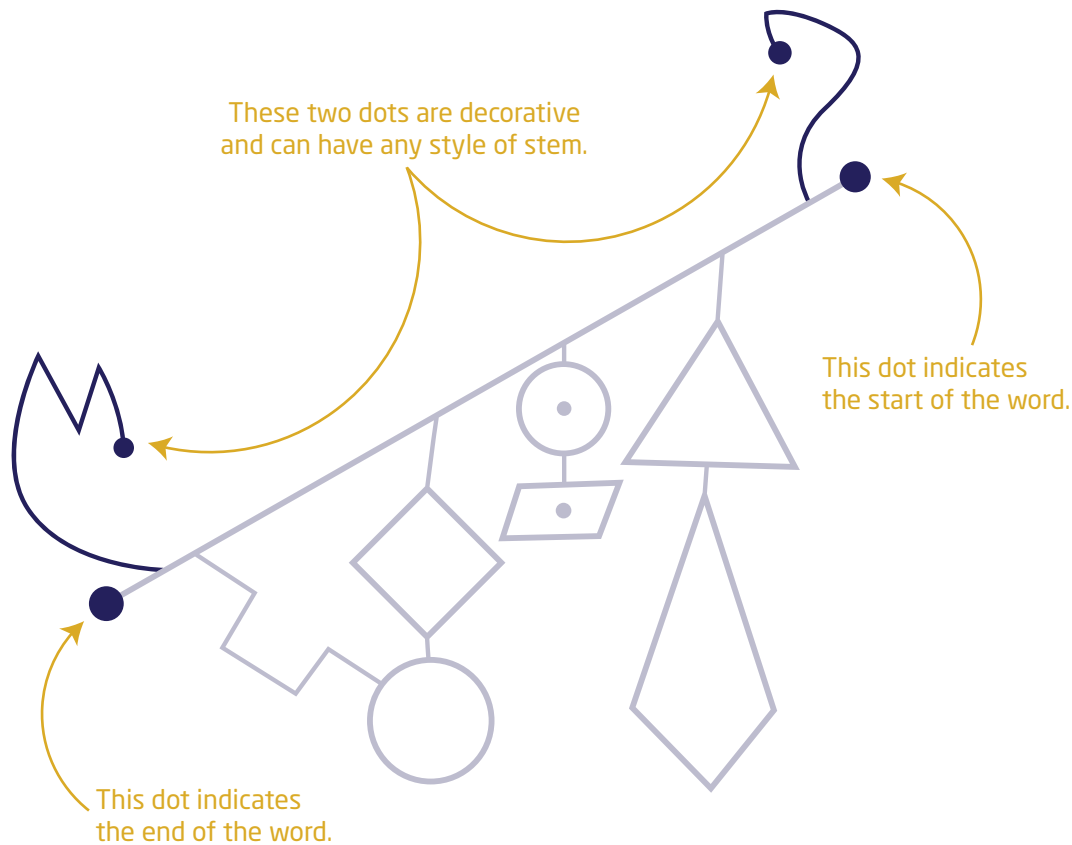 These two dots are decorative
and can have any style of stem.
This dot indicates
the start of the word.
This dot indicates
the end of the word.